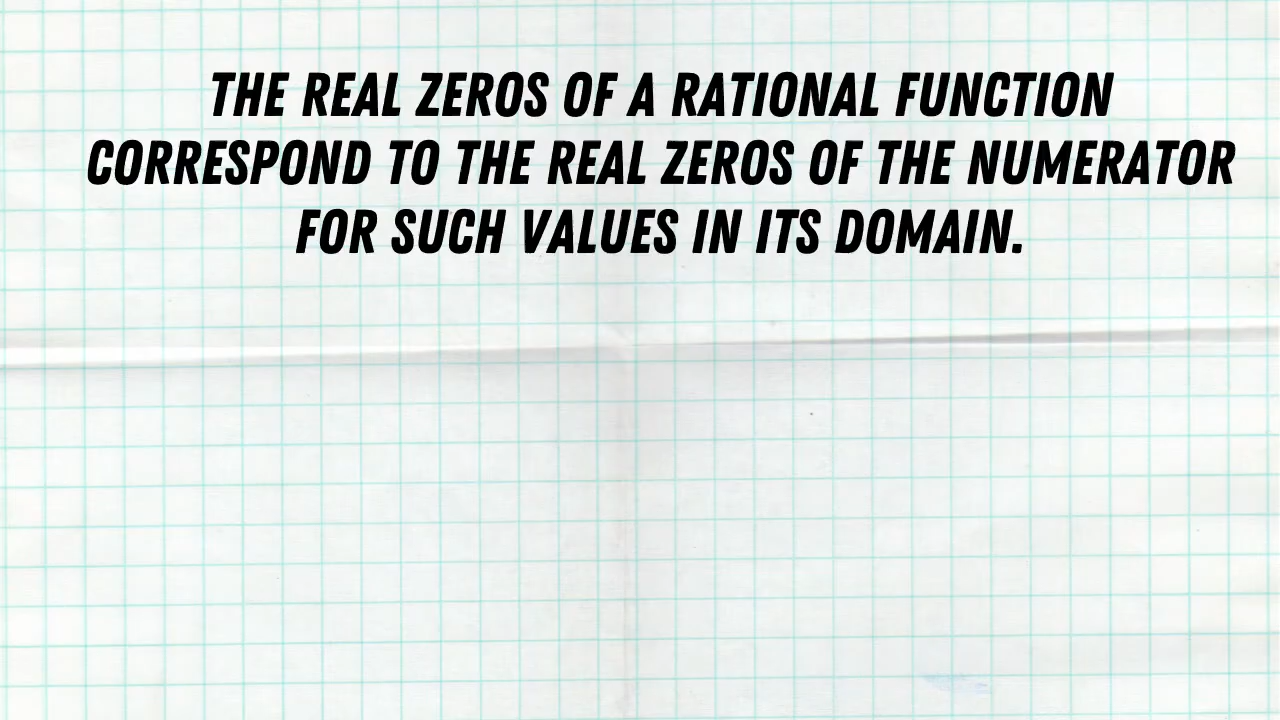 THE REAL ZEROS OF A RATIONAL FUNCTION
CORRESPOND TO THE REAL ZEROS OF THE NUMERATOR
FOR SUCH VALUES IN ITS DOMAIN.